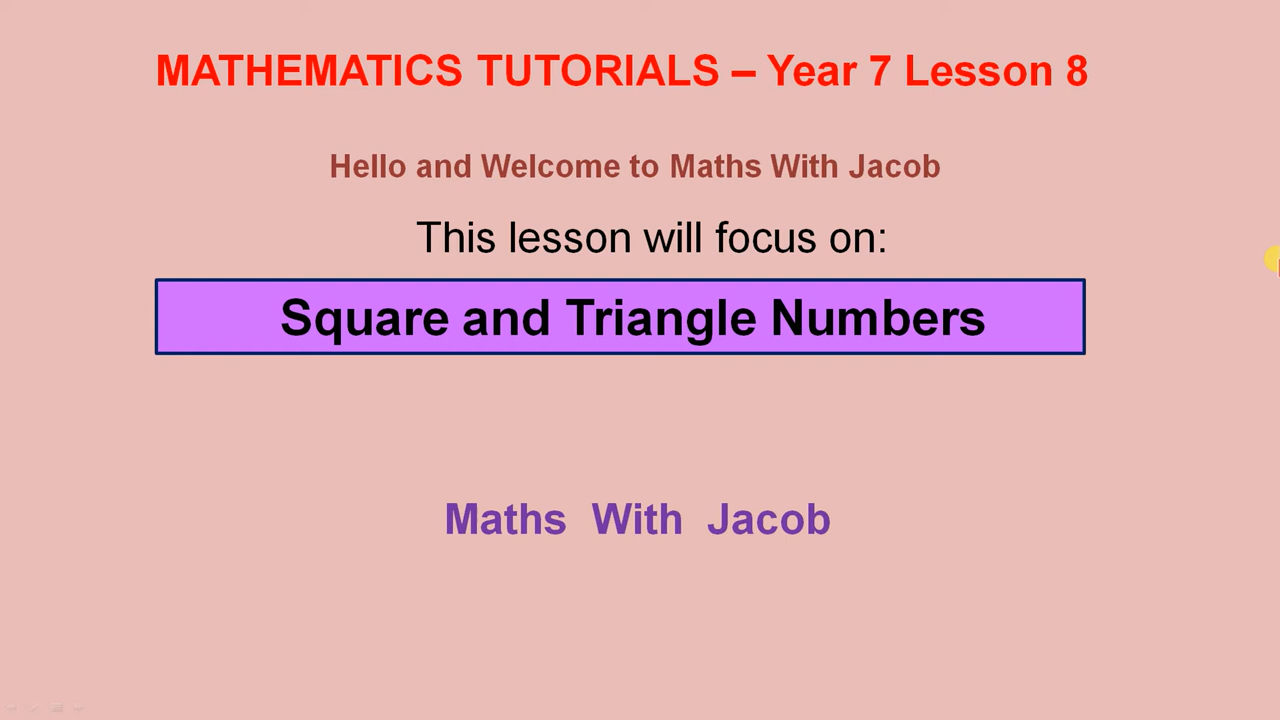 MATHEMATICS TUTORIALS – Year 7 Lesson 8
Hello and Welcome to Maths With Jacob
This lesson will focus on:
Square and Triangle Numbers
Maths With Jacob